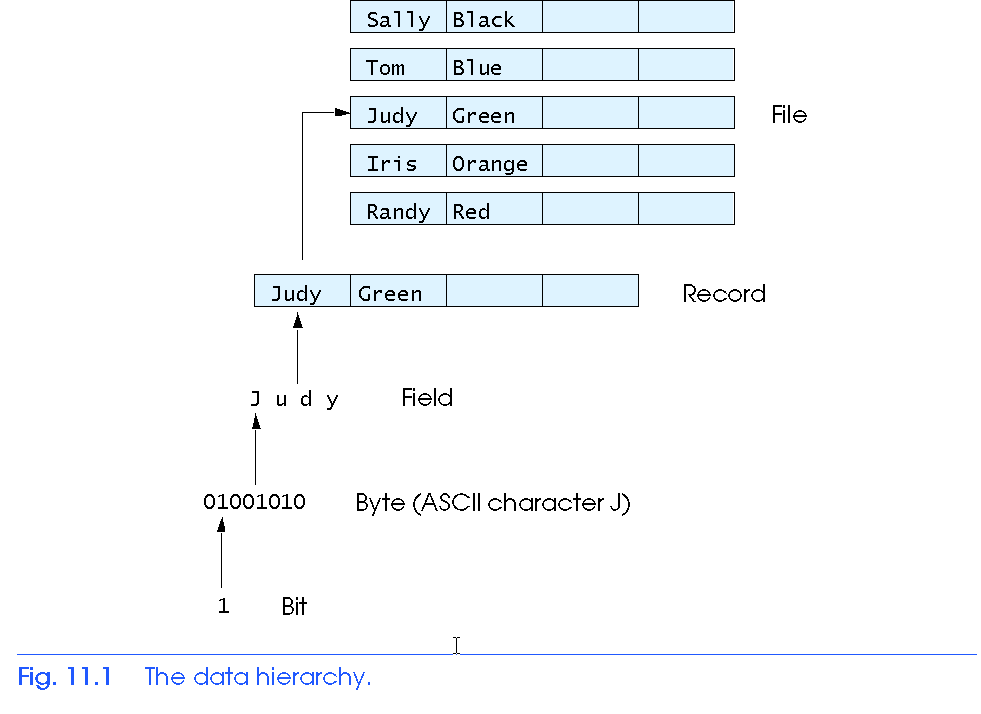 Sally Black
Tom Blue
Judy Green File
Iris Orange
Randy Red
Judy Green Record
J u d y Field
01001010 Byte (ASCII character J)
1 Bit
Fig. 11.1 The data hierarchy.